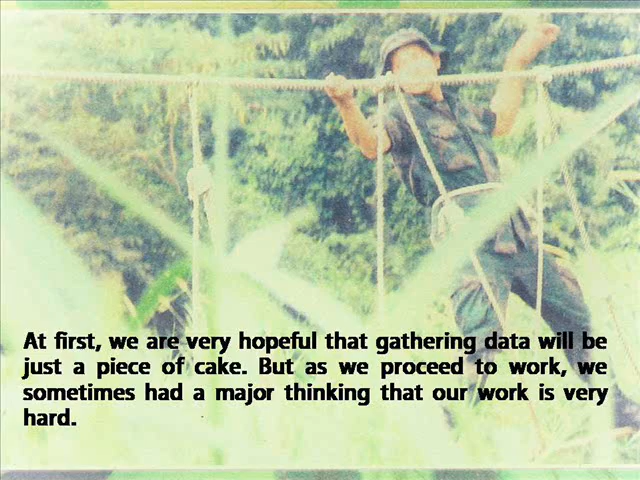 At first, we are very hopeful that gathering data will be
just a piece of cake. But as we proceed to work, we
sometimes had a major thinking that our work is very
hard.